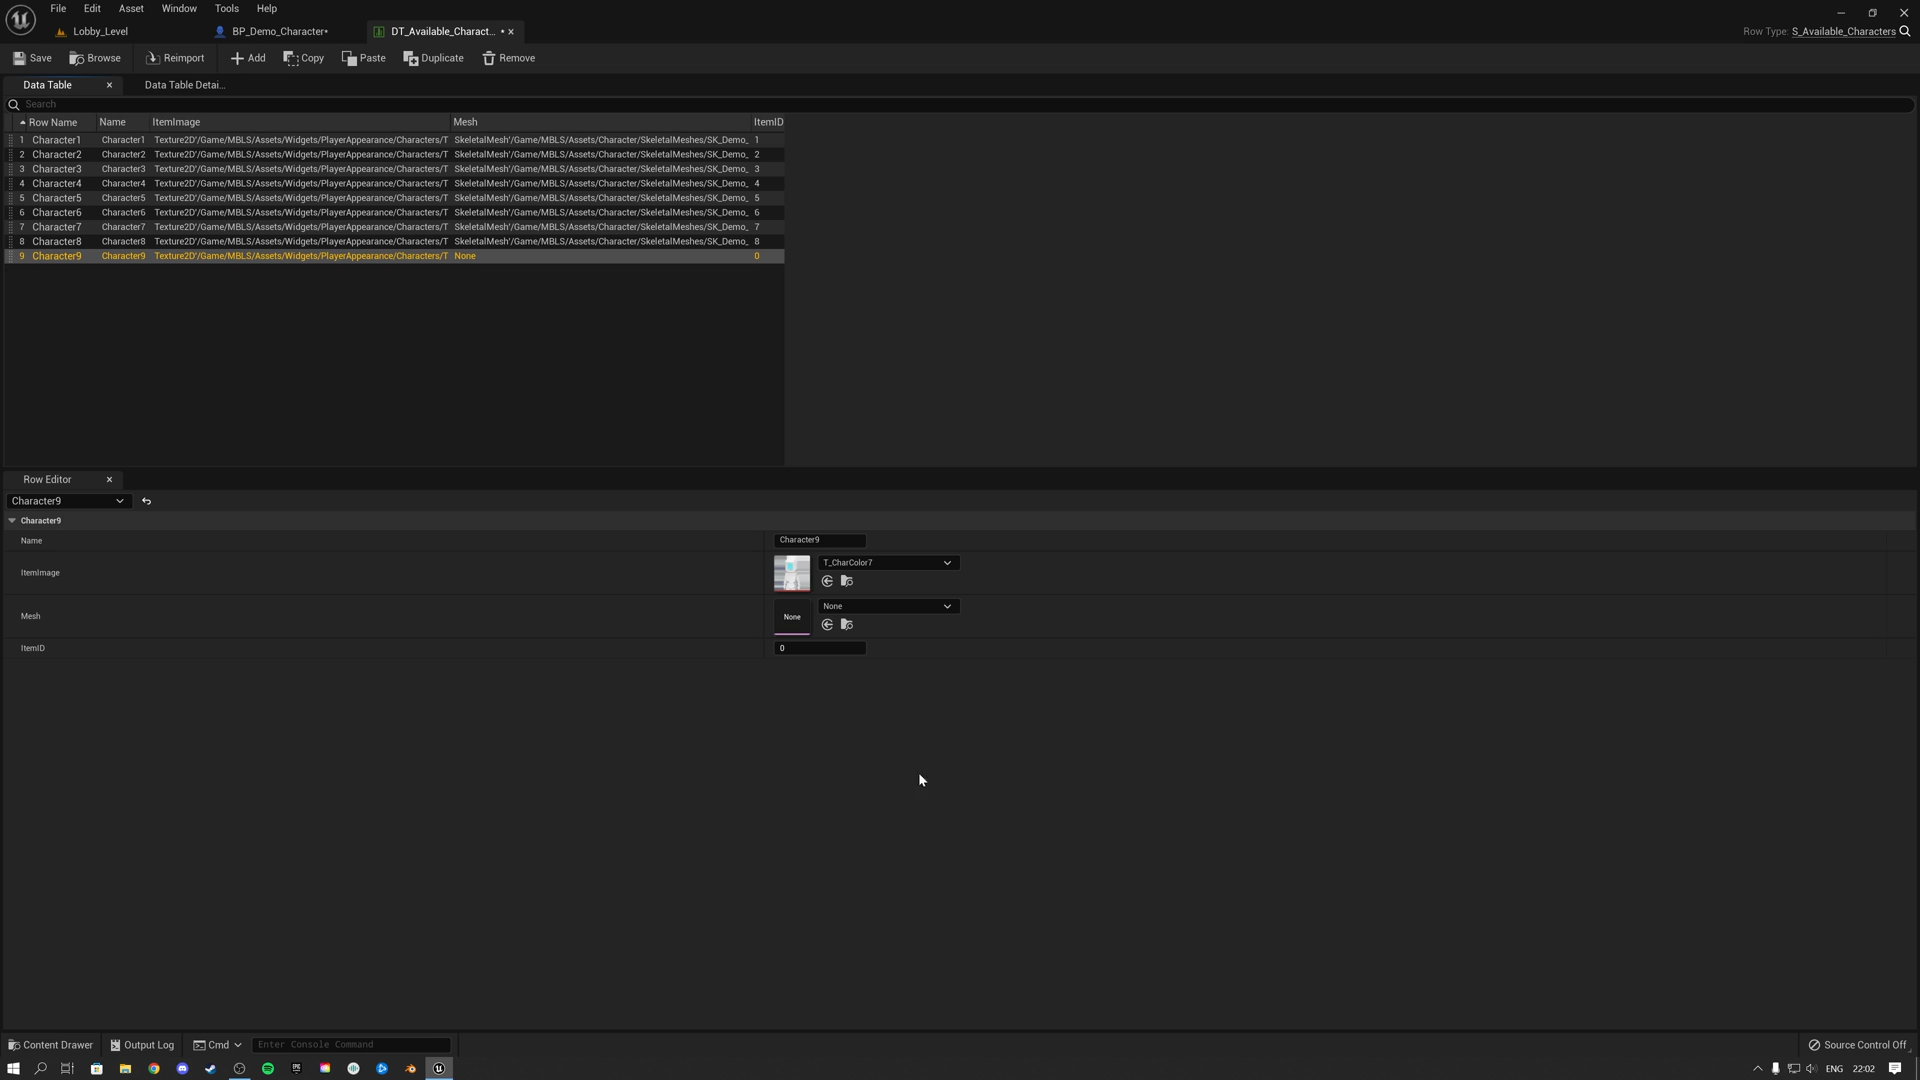 File Edit Asset Window Tools Help
Lobby_Level BP_Demo_Character* DT_Available_Charact... * Row Type: S_Available_Characters
Save Browse Reimport Add Copy Paste Duplicate Remove
Data Table Data Table Detai...
Search
Row Name Name ItemImage Mesh ItemID
1 Character1 Character1 Texture2D'/Game/MBLS/Assets/Widgets/PlayerAppearance/Characters/T SkeletalMesh'/Game/MBLS/Assets/Character/SkeletalMeshes/SK_Demo_ 1
2 Character2 Character2 Texture2D'/Game/MBLS/Assets/Widgets/PlayerAppearance/Characters/T SkeletalMesh'/Game/MBLS/Assets/Character/SkeletalMeshes/SK_Demo_ 2
3 Character3 Character3 Texture2D'/Game/MBLS/Assets/Widgets/PlayerAppearance/Characters/T SkeletalMesh'/Game/MBLS/Assets/Character/SkeletalMeshes/SK_Demo_ 3
4 Character4 Character4 Texture2D'/Game/MBLS/Assets/Widgets/PlayerAppearance/Characters/T SkeletalMesh'/Game/MBLS/Assets/Character/SkeletalMeshes/SK_Demo_ 4
5 Character5 Character5 Texture2D'/Game/MBLS/Assets/Widgets/PlayerAppearance/Characters/T SkeletalMesh'/Game/MBLS/Assets/Character/SkeletalMeshes/SK_Demo_ 5
6 Character6 Character6 Texture2D'/Game/MBLS/Assets/Widgets/PlayerAppearance/Characters/T SkeletalMesh'/Game/MBLS/Assets/Character/SkeletalMeshes/SK_Demo_ 6
7 Character7 Character7 Texture2D'/Game/MBLS/Assets/Widgets/PlayerAppearance/Characters/T SkeletalMesh'/Game/MBLS/Assets/Character/SkeletalMeshes/SK_Demo_ 7
8 Character8 Character8 Texture2D'/Game/MBLS/Assets/Widgets/PlayerAppearance/Characters/T SkeletalMesh'/Game/MBLS/Assets/Character/SkeletalMeshes/SK_Demo_ 8
9 Character9 Character9 Texture2D'/Game/MBLS/Assets/Widgets/PlayerAppearance/Characters/T None 0
Row Editor
Character9
Character9
Name Character9
ItemImage T_CharColor7
Mesh None None
ItemID 0
Content Drawer Output Log Cmd Enter Console Command Source Control Off
ENG 22:02